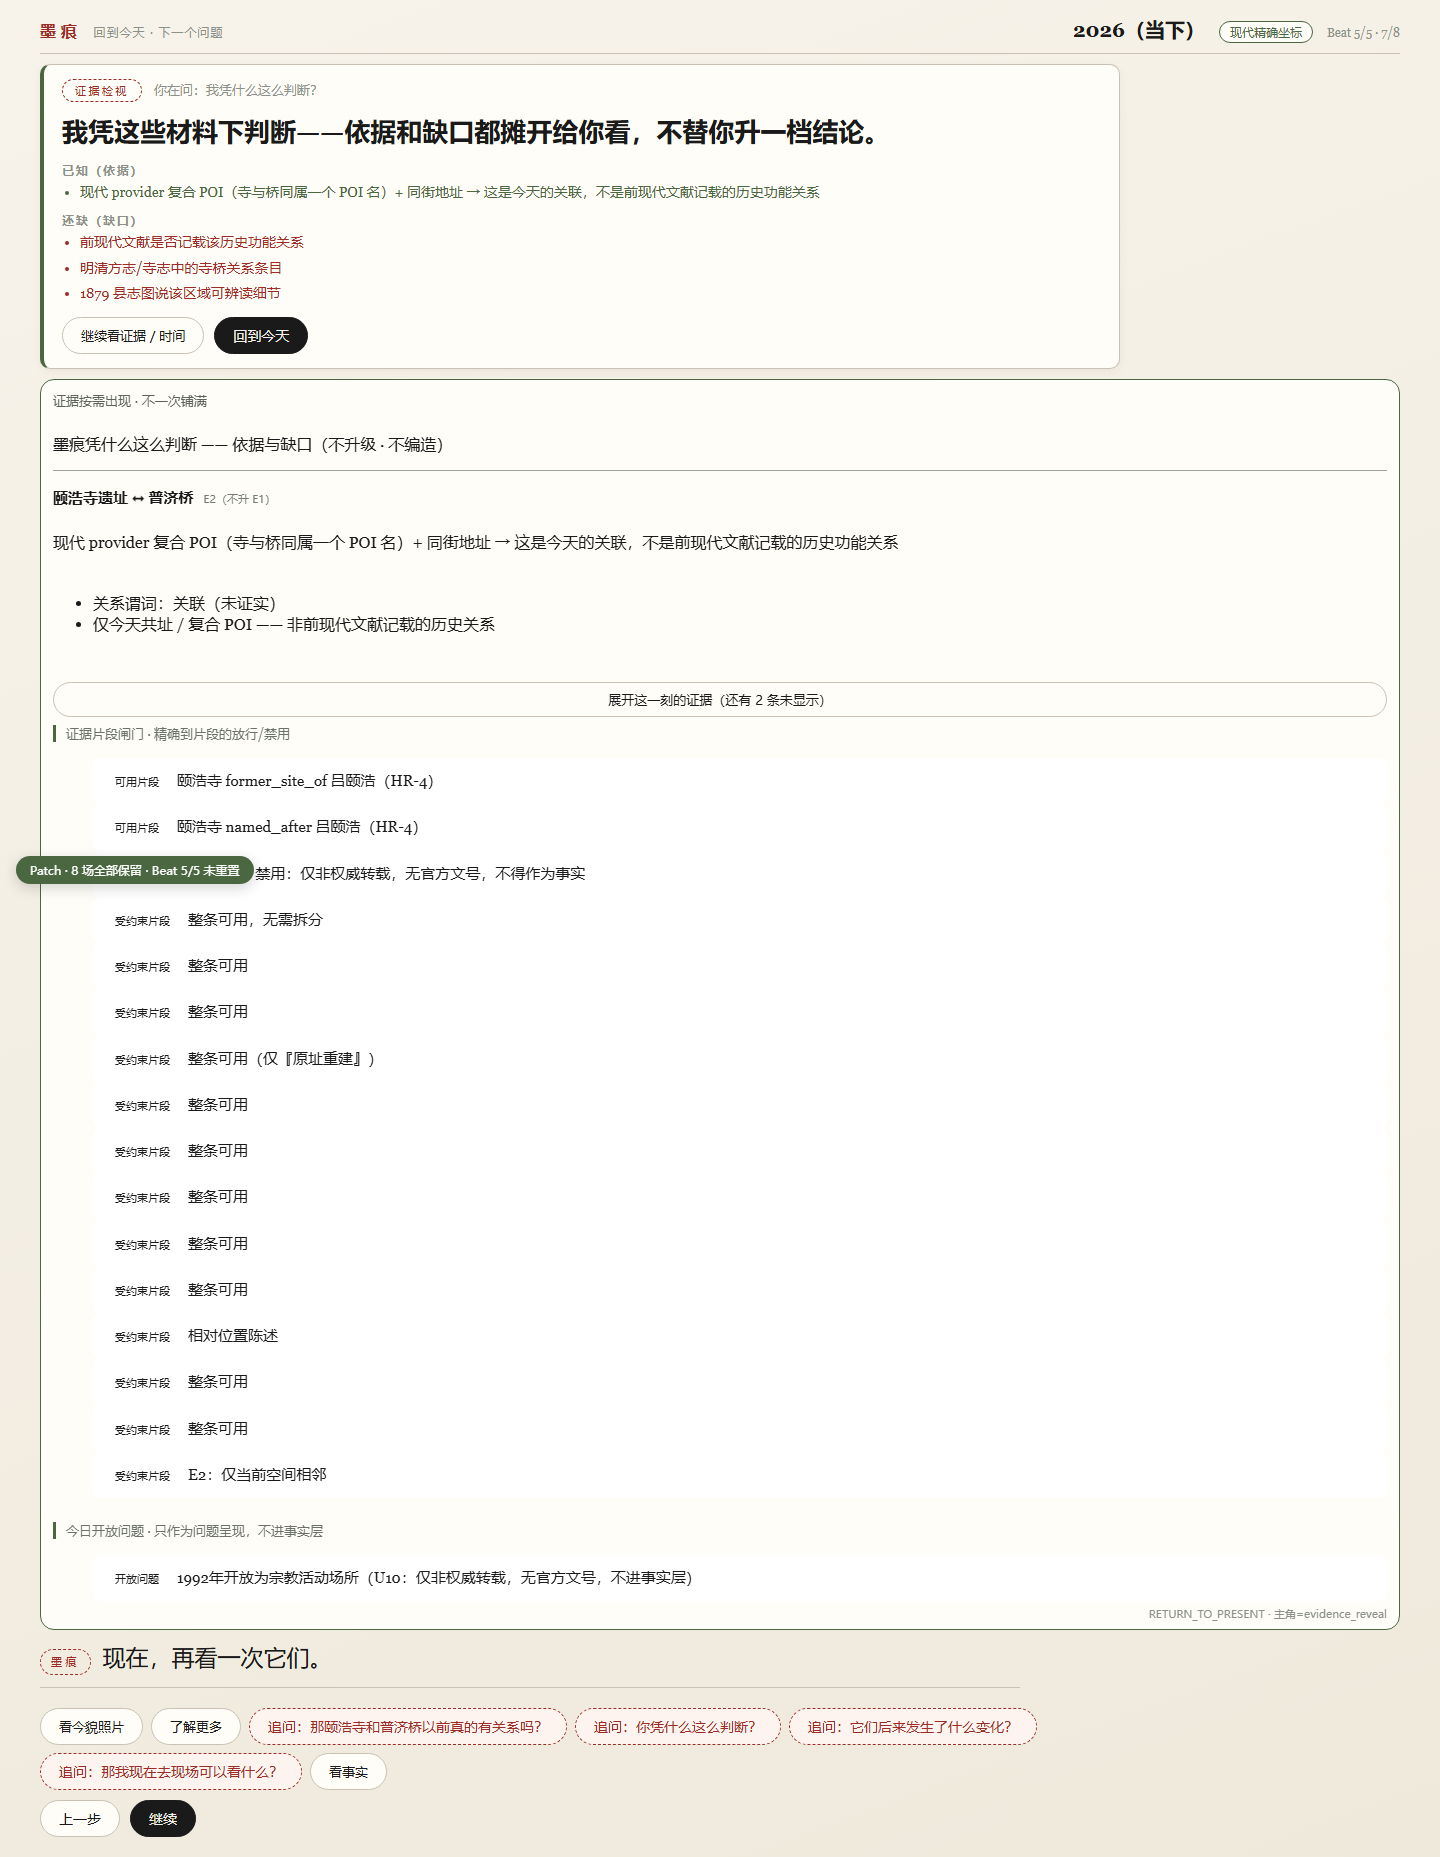 墨痕 回到今天 · 下一个问题 2026（当下） 现代精确坐标 Beat 5/5 · 7/8
证据检视 你在问：我凭什么这么判断？
我凭这些材料下判断——依据和缺口都摊开给你看，不替你升一档结论。
已知（依据）
• 现代 provider 复合 POI（寺与桥同属一个 POI 名）+ 同街地址 → 这是今天的关联，不是前现代文献记载的历史功能关系
还缺（缺口）
• 前现代文献是否记载该历史功能关系
• 明清方志/寺志中的寺桥关系条目
• 1879 县志图说该区域可辨读细节
继续看证据 / 时间 回到今天
证据按需出现 · 不一次铺满
墨痕凭什么这么判断 —— 依据与缺口（不升级 · 不编造）
颐浩寺遗址 ↔ 普济桥 E2（不升 E1）
现代 provider 复合 POI（寺与桥同属一个 POI 名）+ 同街地址 → 这是今天的关联，不是前现代文献记载的历史功能关系
• 关系谓词：关联（未证实）
• 仅今天共址 / 复合 POI —— 非前现代文献记载的历史关系
展开这一刻的证据（还有 2 条未显示）
证据片段闸门 · 精确到片段的放行/禁用
可用片段 颐浩寺 former_site_of 吕颐浩（HR-4）
可用片段 颐浩寺 named_after 吕颐浩（HR-4）
Patch · 8 场全部保留 · Beat 5/5 未重置 禁用：仅非权威转载，无官方文号，不得作为事实
受约束片段 整条可用，无需拆分
受约束片段 整条可用
受约束片段 整条可用
受约束片段 整条可用（仅『原址重建』）
受约束片段 整条可用
受约束片段 整条可用
受约束片段 整条可用
受约束片段 整条可用
受约束片段 整条可用
受约束片段 相对位置陈述
受约束片段 整条可用
受约束片段 整条可用
受约束片段 E2：仅当前空间相邻
今日开放问题 · 只作为问题呈现，不进事实层
开放问题 1992年开放为宗教活动场所（U10：仅非权威转载，无官方文号，不进事实层）
RETURN_TO_PRESENT · 主角=evidence_reveal
墨痕 现在，再看一次它们。
看今貌照片 了解更多 追问：那颐浩寺和普济桥以前真的有关系吗？ 追问：你凭什么这么判断？ 追问：它们后来发生了什么变化？
追问：那我现在去现场可以看什么？ 看事实
上一步 继续